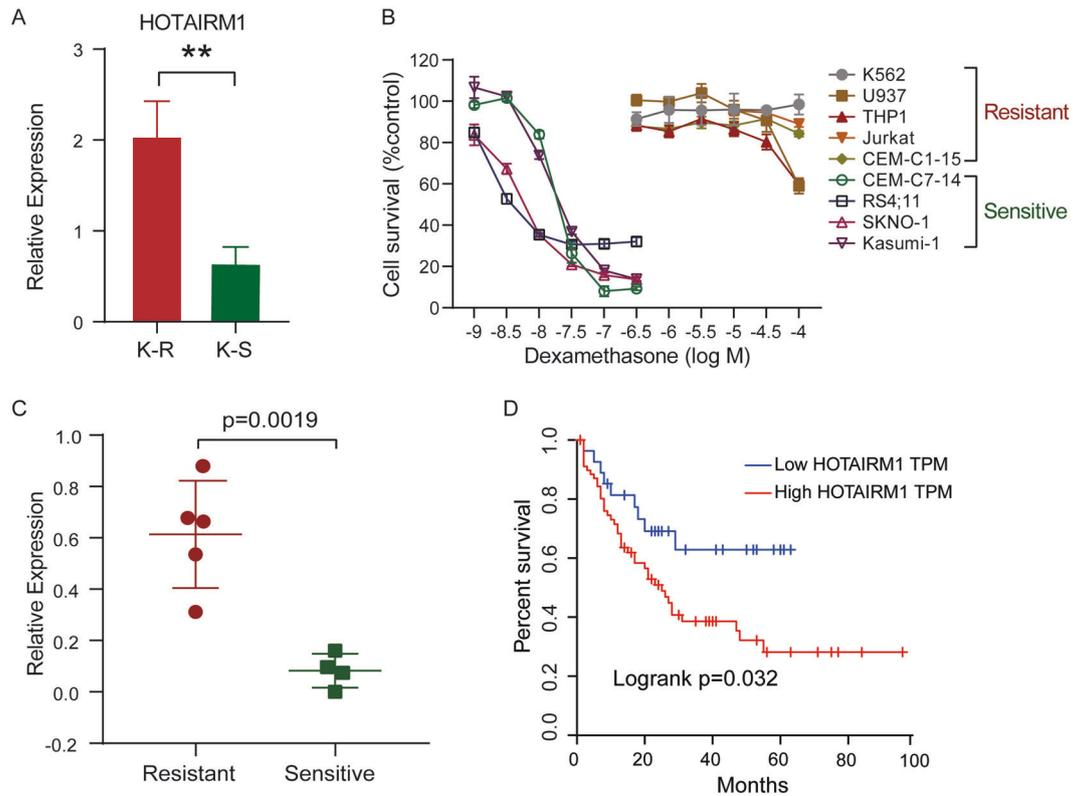 A
HOTAIRM1
**
Relative Expression
3
2
1
0
K-R
K-S
B
Cell survival (%control)
120
100
80
60
40
20
0
-9 -8.5 -8 -7.5 -7 -6.5 -6 -5.5 -5 -4.5 -4
Dexamethasone (log M)
K562
U937
THP1
Jurkat
CEM-C1-15
CEM-C7-14
RS4;11
SKNO-1
Kasumi-1
Resistant
Sensitive
C
p=0.0019
Relative Expression
1.0
0.8
0.6
0.4
0.2
0.0
-0.2
Resistant
Sensitive
D
Percent survival
1.0
0.8
0.6
0.4
0.2
0.0
Low HOTAIRM1 TPM
High HOTAIRM1 TPM
Logrank p=0.032
0 20 40 60 80 100
Months